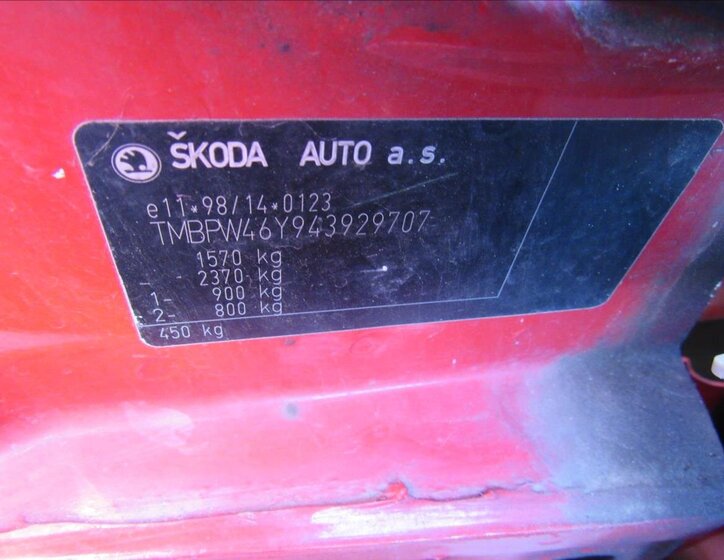 ŠKODA AUTO a.s.
e11*98/14*0123
TMBPW46Y943929707
1570 kg
- - 2370 kg
1- 900 kg
2- 800 kg
450 kg